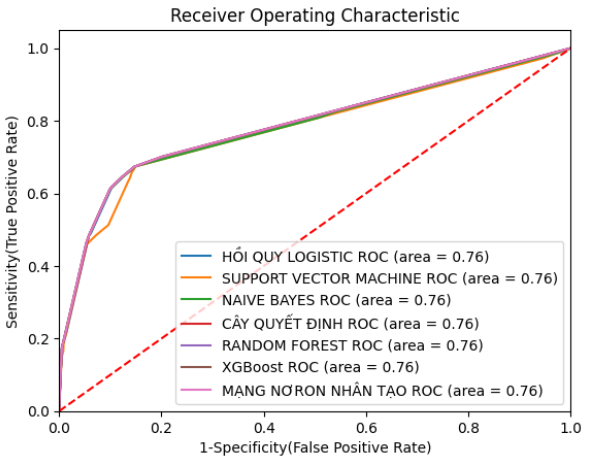 Receiver Operating Characteristic
1.0
0.8
0.6
0.4
0.2
0.0
Sensitivity(True Positive Rate)
HỒI QUY LOGISTIC ROC (area = 0.76)
SUPPORT VECTOR MACHINE ROC (area = 0.76)
NAIVE BAYES ROC (area = 0.76)
CÂY QUYẾT ĐỊNH ROC (area = 0.76)
RANDOM FOREST ROC (area = 0.76)
XGBoost ROC (area = 0.76)
MẠNG NƠRON NHÂN TẠO ROC (area = 0.76)
0.0 0.2 0.4 0.6 0.8 1.0
1-Specificity(False Positive Rate)